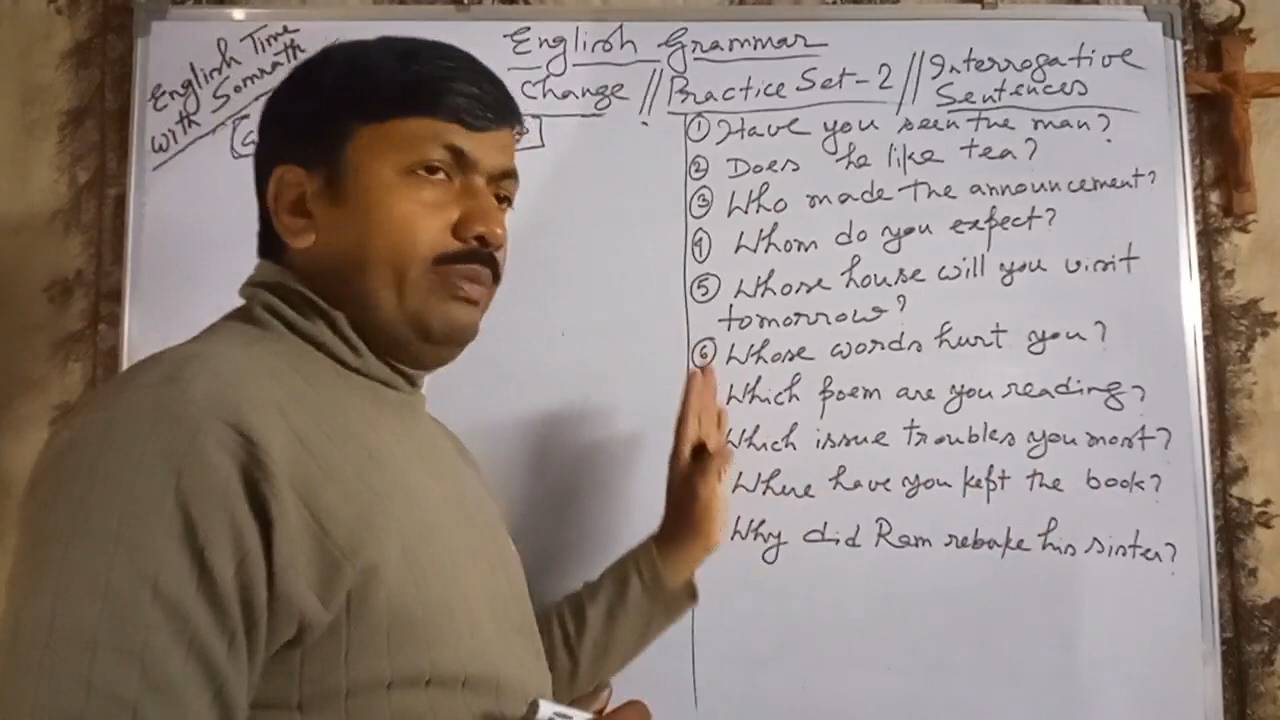 English Time
with Somnath
English Grammar
Change // Practice Set-2 // Interrogative
Sentences
① Have you seen the man?
② Does he like tea?
③ Who made the announcement?
④ Whom do you expect?
⑤ Whose house will you visit
tomorrow?
⑥ Whose words hurt you?
Which poem are you reading?
Which issue troubles you most?
Where have you kept the book?
Why did Ram rebuke his sister?